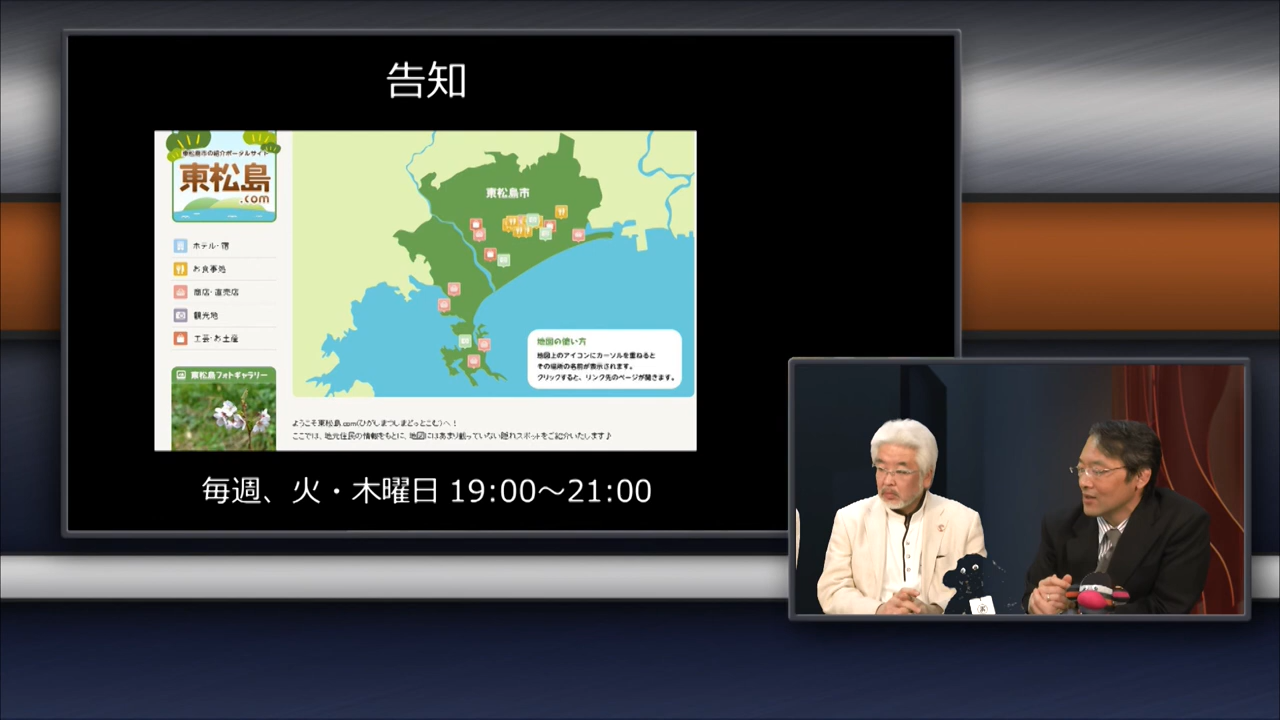 告知
東松島市の紹介ポータルサイト
東松島
.com
ホテル・宿
お食事処
商店・直売店
観光地
工芸・お土産
東松島フォトギャラリー
東松島市
地図の使い方
地図上のアイコンにカーソルを重ねると
その場所の名前が表示されます。
クリックすると、リンク先のページが開きます。
ようこそ東松島.com(ひがしまつしまどっとこむ)へ！
ここでは、地元住民の情報をもとに、地図にはあまり載っていない隠れスポットをご紹介いたします♪
毎週、火・木曜日 19:00～21:00